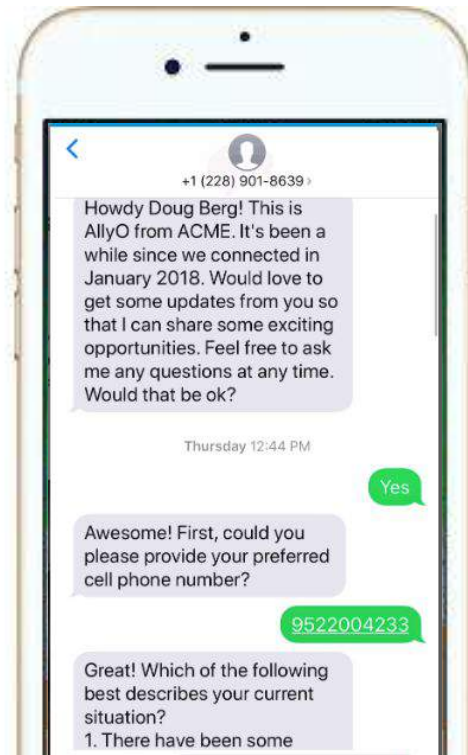 +1 (228) 901-8639 >
Howdy Doug Berg! This is
AllyO from ACME. It's been a
while since we connected in
January 2018. Would love to
get some updates from you so
that I can share some exciting
opportunities. Feel free to ask
me any questions at any time.
Would that be ok?
Thursday 12:44 PM
Yes
Awesome! First, could you
please provide your preferred
cell phone number?
9522004233
Great! Which of the following
best describes your current
situation?
1. There have been some